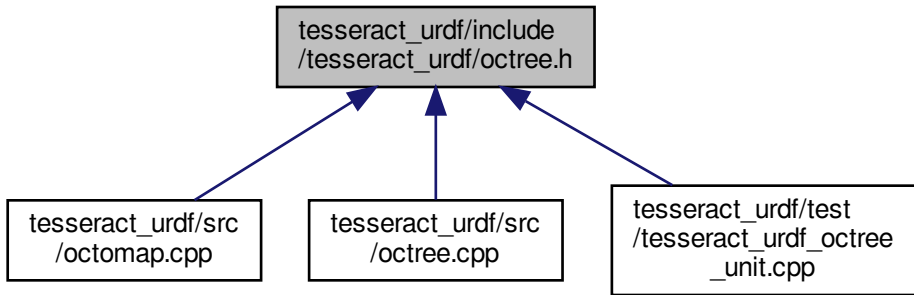 tesseract_urdf/include
/tesseract_urdf/octree.h
tesseract_urdf/src
/octomap.cpp
tesseract_urdf/src
/octree.cpp
tesseract_urdf/test
/tesseract_urdf_octree
_unit.cpp